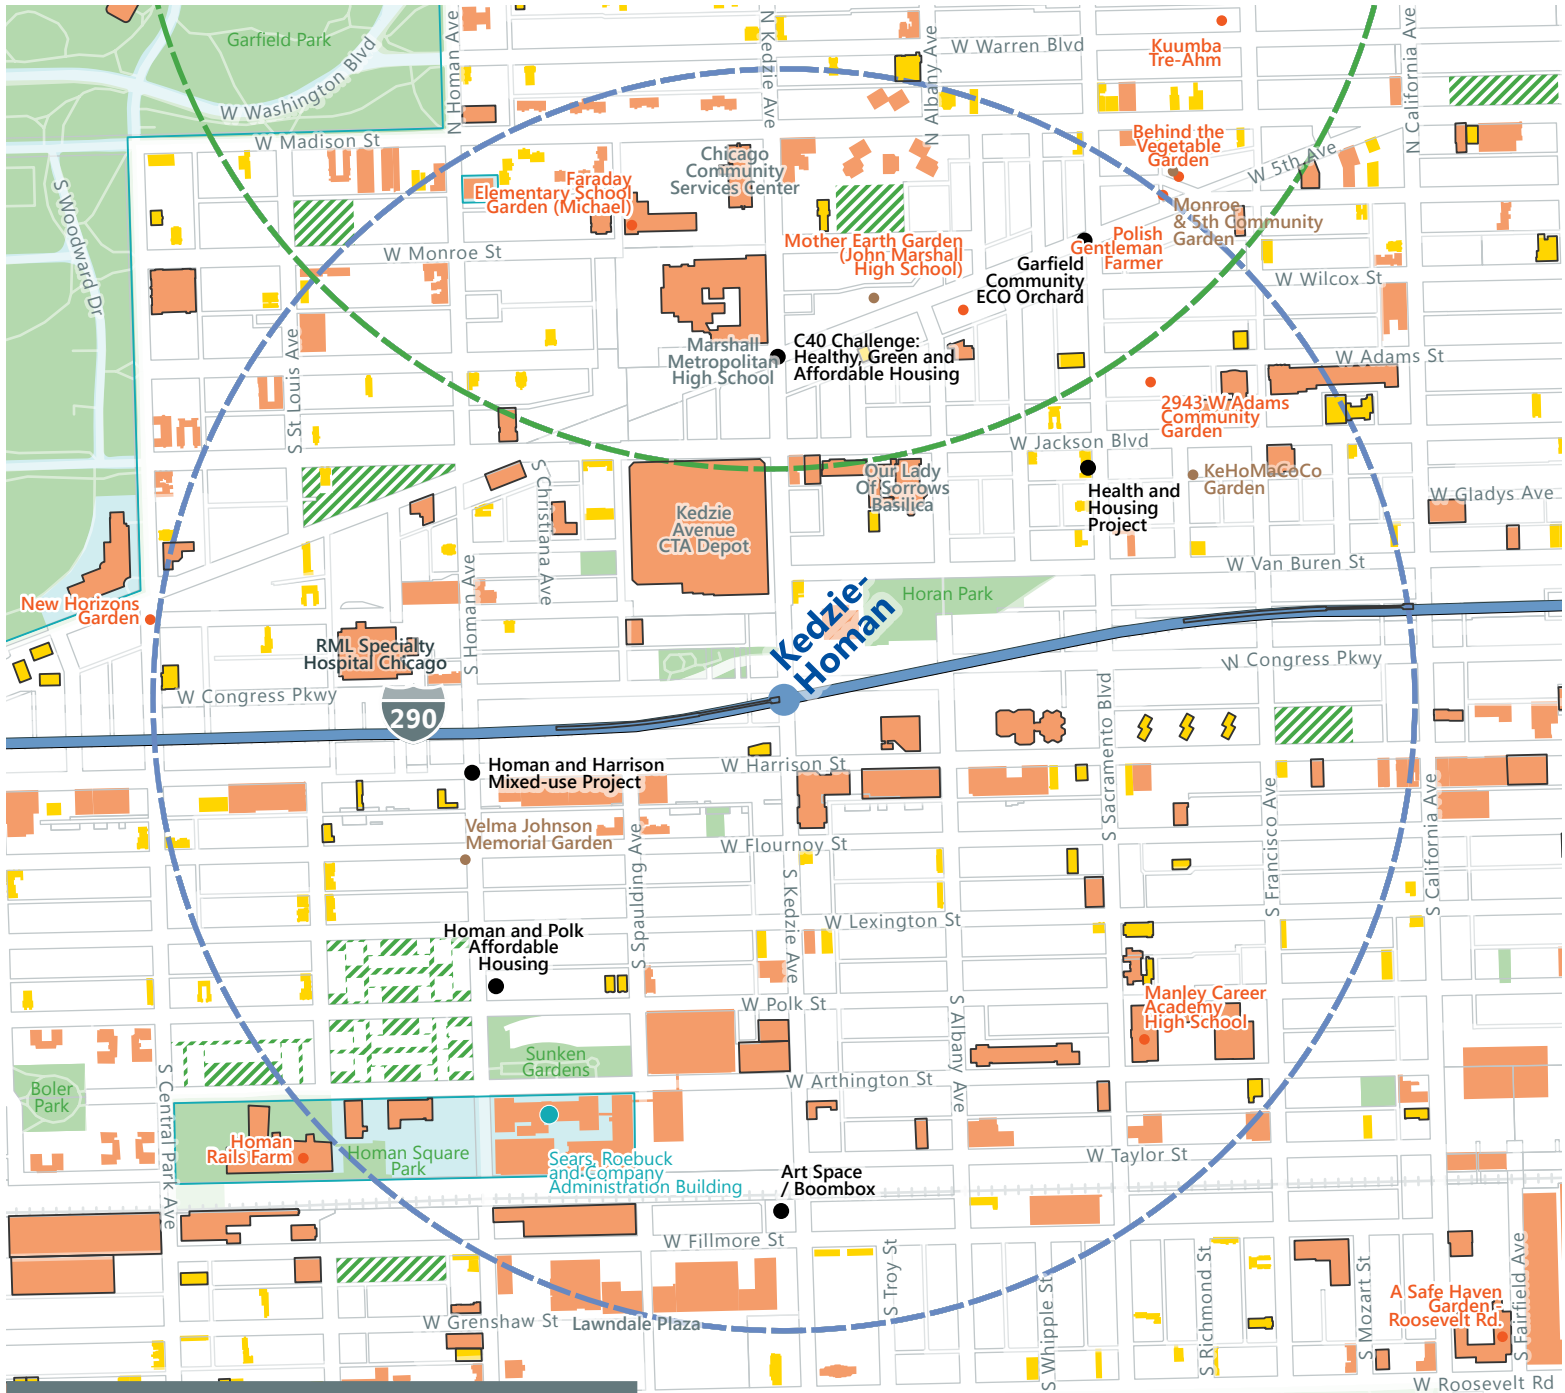 Garfield Park
W Washington Blvd
N Homan Ave
N Kedzie Ave
N Albany Ave
W Warren Blvd
Kuumba
Tre-Ahm
N California Ave
W Madison St
Chicago
Community
Services Center
Behind the
Vegetable
Garden
W 5th Ave
S Woodward Dr
Faraday
Elementary School
Garden (Michael)
Monroe
& 5th Community
Garden
W Monroe St
Mother Earth Garden
(John Marshall
High School)
Polish
Gentleman
Farmer
Garfield
Community
ECO Orchard
W Wilcox St
S St Louis Ave
Marshall
Metropolitan
High School
C40 Challenge:
Healthy, Green and
Affordable Housing
W Adams St
2943 W Adams
Community
Garden
W Jackson Blvd
S Christiana Ave
Our Lady
Of Sorrows
Basilica
KeHoMaCoCo
Garden
Health and
Housing
Project
W Gladys Ave
Kedzie
Avenue
CTA Depot
W Van Buren St
Kedzie-
Homan
Horan Park
New Horizons
Garden
S Homan Ave
RML Specialty
Hospital Chicago
W Congress Pkwy
W Congress Pkwy
290
S Sacramento Blvd
Homan and Harrison
Mixed-use Project
W Harrison St
S Francisco Ave
S California Ave
Velma Johnson
Memorial Garden
S Spaulding Ave
W Flournoy St
S Kedzie Ave
W Lexington St
Homan and Polk
Affordable
Housing
W Polk St
S Albany Ave
Manley Career
Academy
High School
Sunken
Gardens
Boler
Park
S Central Park Ave
W Arthington St
Homan
Rails Farm
Homan Square
Park
Sears, Roebuck
and Company
Administration Building
W Taylor St
Art Space
/ Boombox
W Fillmore St
S Troy St
S Whipple St
S Richmond St
S Mozart St
S Fairfield Ave
A Safe Haven
Garden -
Roosevelt Rd.
W Grenshaw St
Lawndale Plaza
W Roosevelt Rd